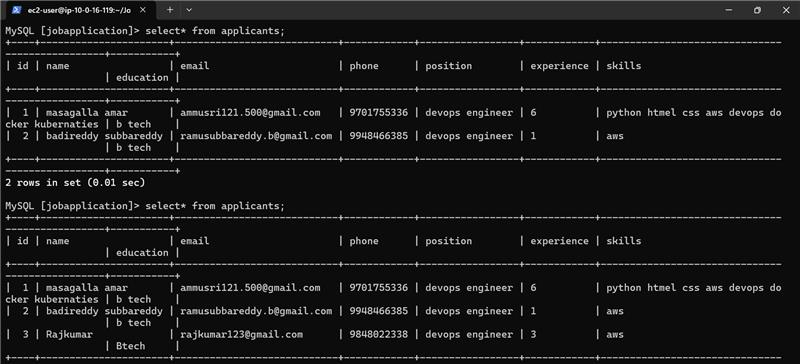 ec2-user@ip-10-0-16-119:~/Jo
MySQL [jobapplication]> select* from applicants;
+----+---------------------+--------------------------+------------+-----------------+------------+------------------------------
-----------------+-----------+
| id | name | email | phone | position | experience | skills
| education |
+----+---------------------+--------------------------+------------+-----------------+------------+------------------------------
-----------------+-----------+
| 1 | masagalla amar | ammusri121.500@gmail.com | 9701755336 | devops engineer | 6 | python htmel css aws devops do
cker kubernaties | b tech |
| 2 | badireddy subbareddy | ramusubbareddy.b@gmail.com | 9948466385 | devops engineer | 1 | aws
| b tech |
+----+---------------------+--------------------------+------------+-----------------+------------+------------------------------
-----------------+-----------+
2 rows in set (0.01 sec)
MySQL [jobapplication]> select* from applicants;
+----+---------------------+--------------------------+------------+-----------------+------------+------------------------------
-----------------+-----------+
| id | name | email | phone | position | experience | skills
| education |
+----+---------------------+--------------------------+------------+-----------------+------------+------------------------------
-----------------+-----------+
| 1 | masagalla amar | ammusri121.500@gmail.com | 9701755336 | devops engineer | 6 | python htmel css aws devops do
cker kubernaties | b tech |
| 2 | badireddy subbareddy | ramusubbareddy.b@gmail.com | 9948466385 | devops engineer | 1 | aws
| b tech |
| 3 | Rajkumar | rajkumar123@gmail.com | 9848022338 | devops engineer | 3 | aws
| Btech |
+----+---------------------+--------------------------+------------+-----------------+------------+------------------------------